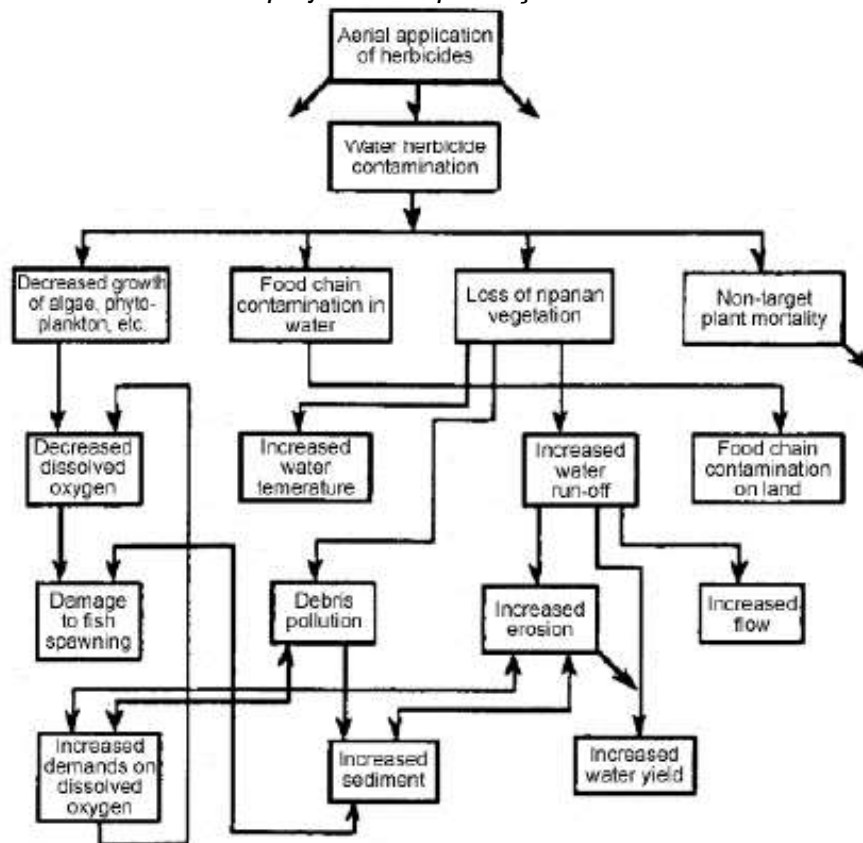 Aerial application
of herbicides
Water herbicide
contamination
Decreased growth
of algae, phyto-
plankton, etc.
Food chain
contamination in
water
Loss of riparian
vegetation
Non-target
plant mortality
Decreased
dissolved
oxygen
Increased
water
temerature
Increased
water
run-off
Food chain
contamination
on land
Damage
to fish
spawning
Debris
pollution
Increased
erosion
Increased
flow
Increased
demands on
dissolved
oxygen
Increased
sediment
Increased
water yield